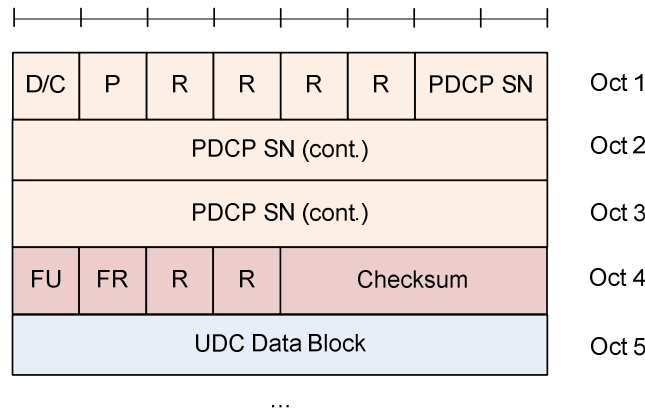 D/C P R R R R PDCP SN Oct 1
PDCP SN (cont.) Oct 2
PDCP SN (cont.) Oct 3
FU FR R R Checksum Oct 4
UDC Data Block Oct 5
...